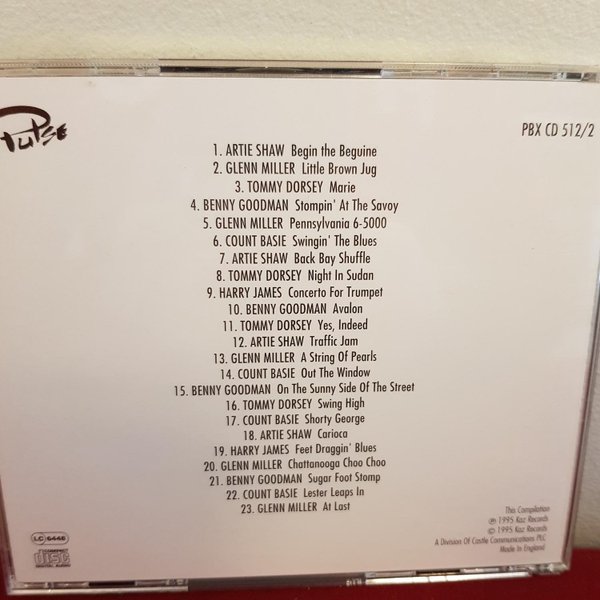 Pulse
PBX CD 512/2
1. ARTIE SHAW Begin the Beguine
2. GLENN MILLER Little Brown Jug
3. TOMMY DORSEY Marie
4. BENNY GOODMAN Stompin' At The Savoy
5. GLENN MILLER Pennsylvania 6-5000
6. COUNT BASIE Swingin' The Blues
7. ARTIE SHAW Back Bay Shuffle
8. TOMMY DORSEY Night In Sudan
9. HARRY JAMES Concerto For Trumpet
10. BENNY GOODMAN Avalon
11. TOMMY DORSEY Yes, Indeed
12. ARTIE SHAW Traffic Jam
13. GLENN MILLER A String Of Pearls
14. COUNT BASIE Out The Window
15. BENNY GOODMAN On The Sunny Side Of The Street
16. TOMMY DORSEY Swing High
17. COUNT BASIE Shorty George
18. ARTIE SHAW Carioca
19. HARRY JAMES Feet Draggin' Blues
20. GLENN MILLER Chattanooga Choo Choo
21. BENNY GOODMAN Sugar Foot Stomp
22. COUNT BASIE Lester Leaps In
23. GLENN MILLER At Last
This Compilation
℗ 1995 Kaz Records
© 1995 Kaz Records
A Division Of Castle Communications PLC
Made In England
LC 6448
COMPACT
disc
DIGITAL AUDIO